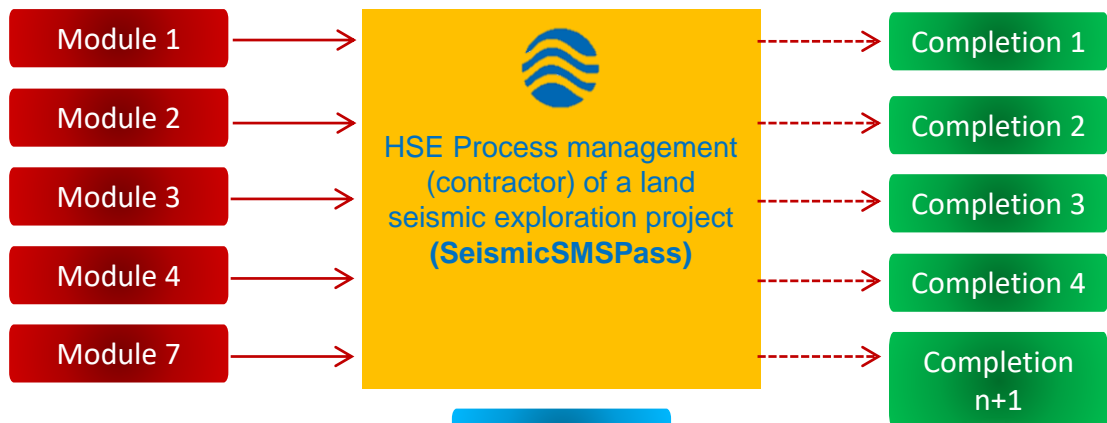 Module 1
Completion 1
Module 2
Completion 2
HSE Process management
(contractor) of a land
seismic exploration project
(SeismicSMSPass)
Module 3
Completion 3
Module 4
Completion 4
Module 7
Completion
n+1